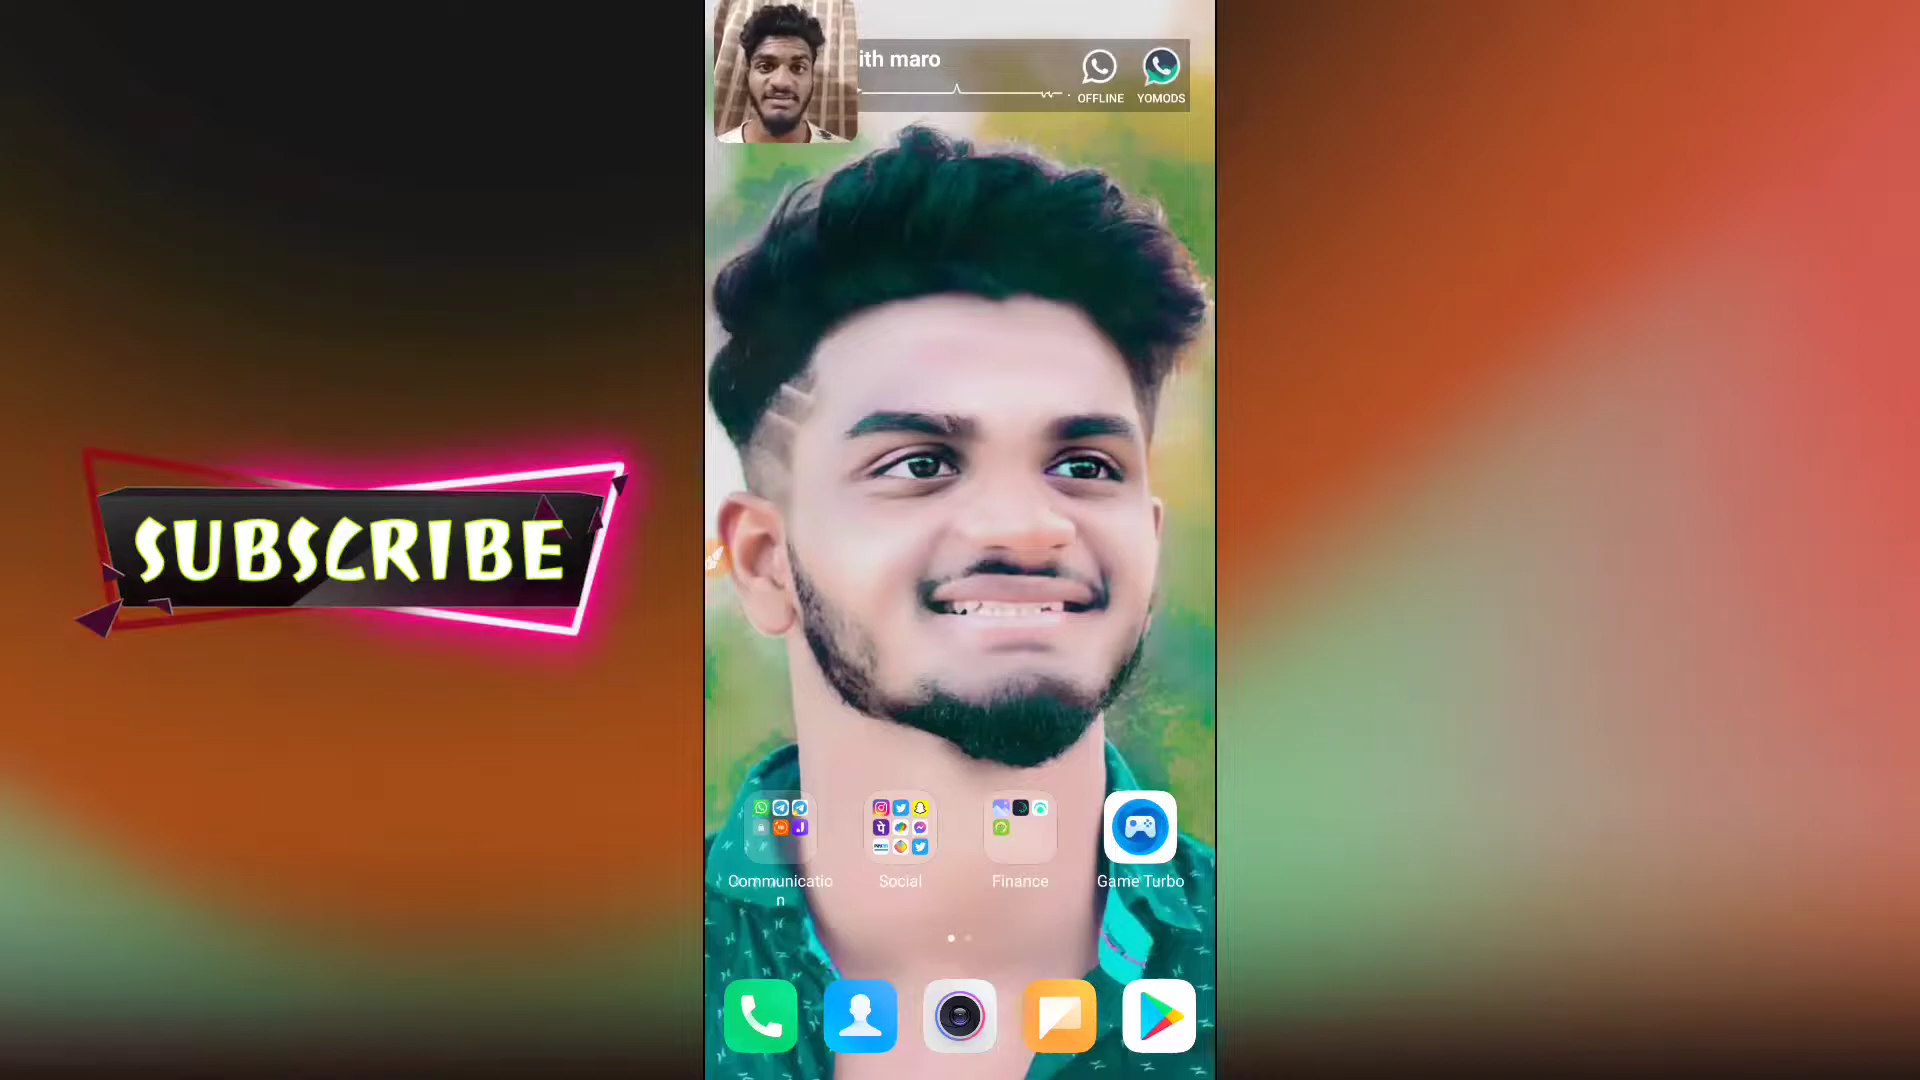 ith maro
OFFLINE
YOMODS
SUBSCRIBE
Communicatio
n
Social
Finance
Game Turbo